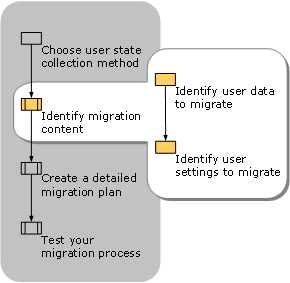 Choose user state
collection method
Identify migration
content
Create a detailed
migration plan
Test your
migration process
Identify user data
to migrate
Identify user
settings to migrate